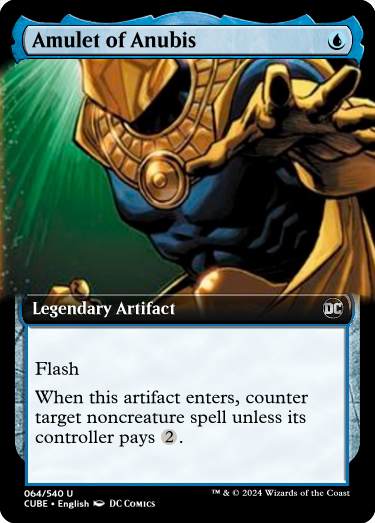 Amulet of Anubis
Legendary Artifact
DC
Flash
When this artifact enters, counter
target noncreature spell unless its
controller pays 2.
064/540 U
CUBE • English DC COMICS
™ & © 2024 Wizards of the Coast